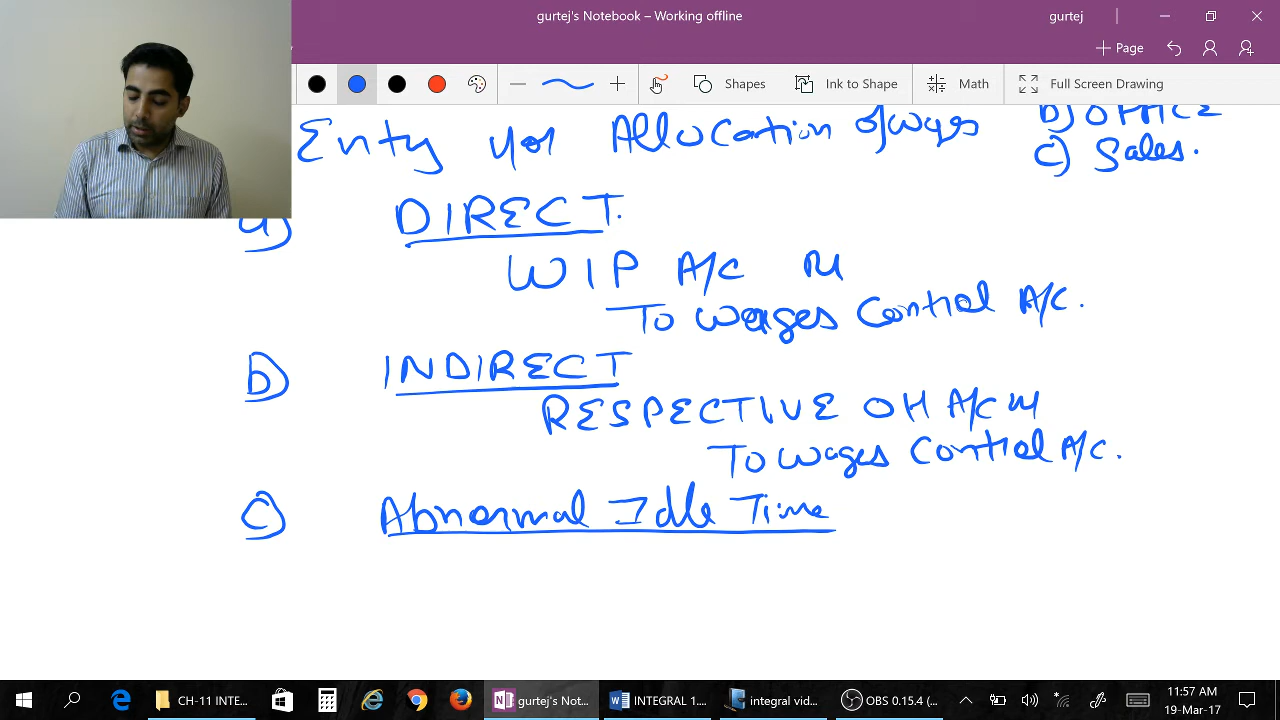 gurtej's Notebook – Working offline
gurtej
Page
Shapes
Ink to Shape
Math
Full Screen Drawing
Entry for Allocation of wages
b) OFFICE
c) Sales.
a) DIRECT.
WIP A/C Dr
To Wages Control A/C.
b) INDIRECT
RESPECTIVE OH A/C Dr
To Wages Control A/C.
c) Abnormal Idle Time
CH-11 INTE...
gurtej's Not...
INTEGRAL 1...
integral vid...
OBS 0.15.4 (...
11:57 AM
19-Mar-17